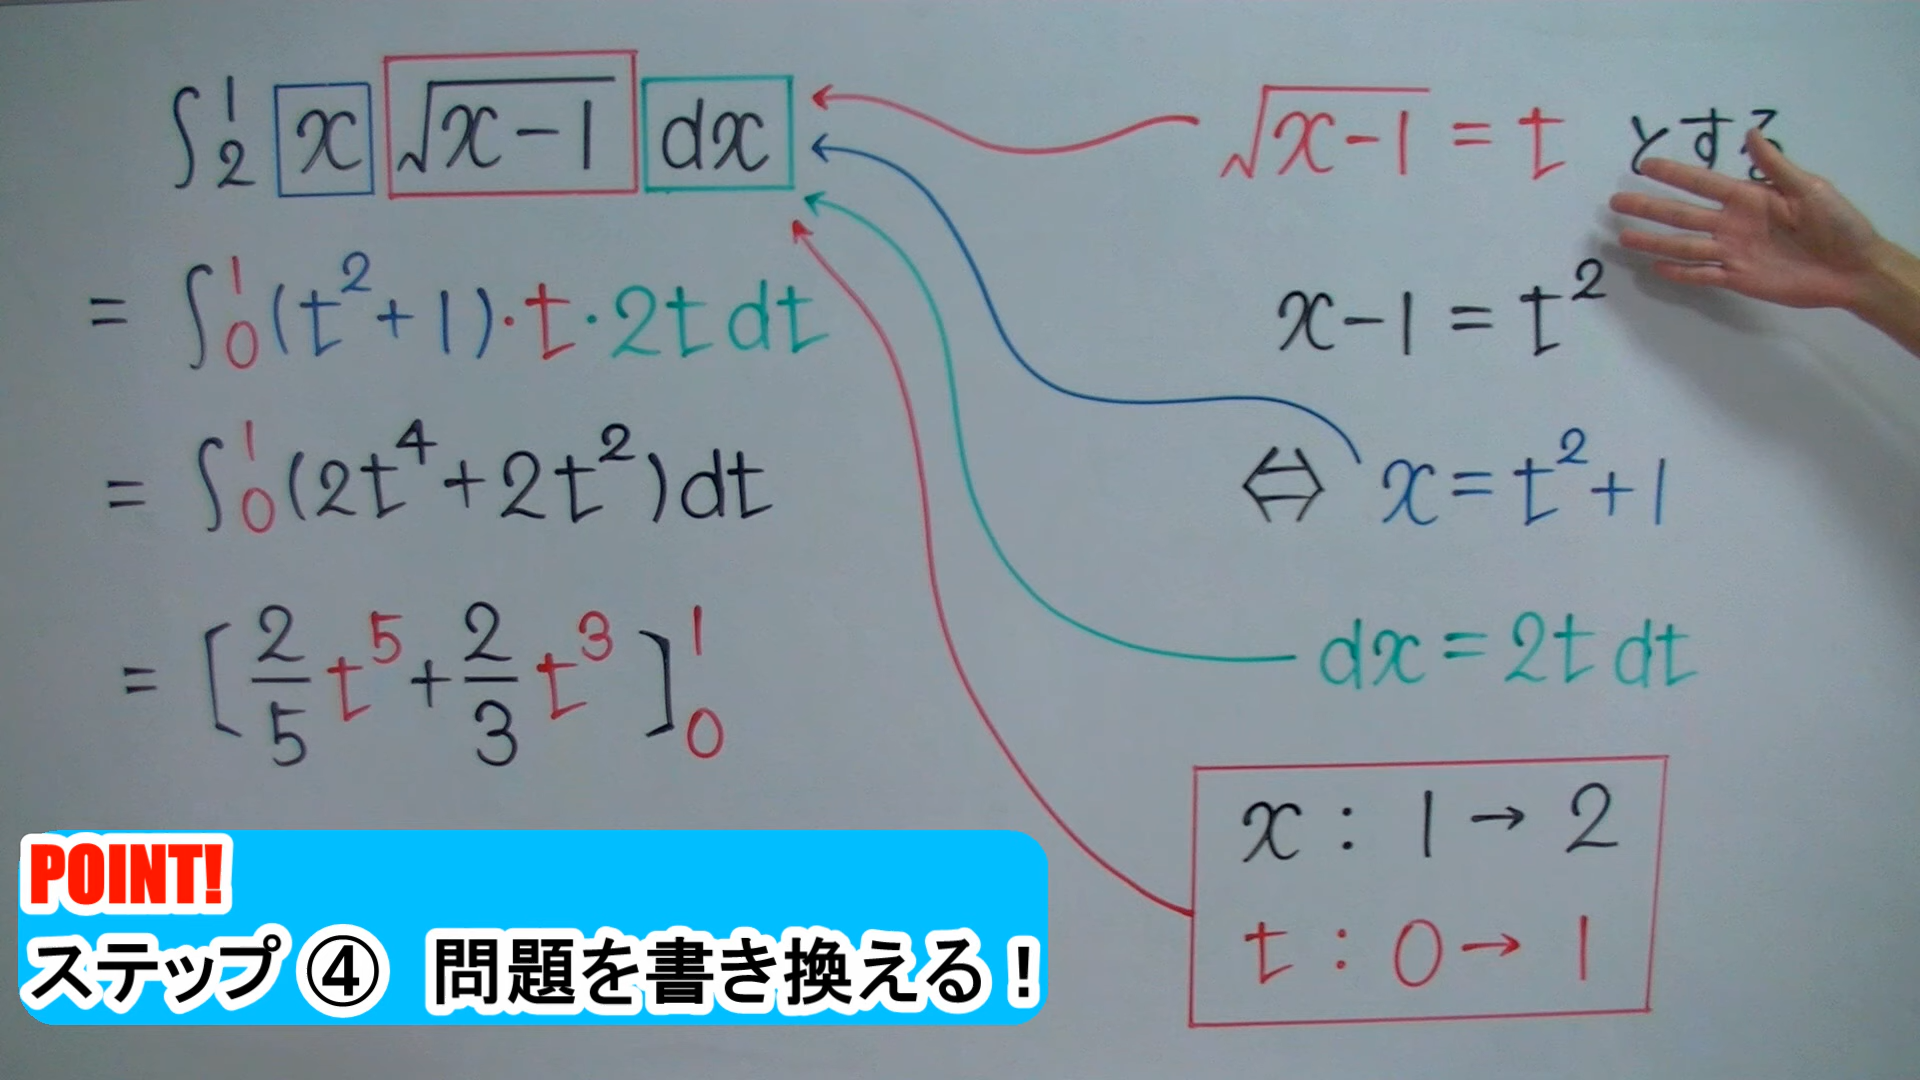 ∫₂¹ x √(x-1) dx
= ∫₀¹ (t²+1)・t・2t dt
= ∫₀¹ (2t⁴+2t²) dt
= [2/5 t⁵ + 2/3 t³]₀¹
√(x-1) = t とする
x-1 = t²
⇔ x = t²+1
dx = 2t dt
x : 1 → 2
t : 0 → 1
POINT!
ステップ ④ 問題を書き換える!